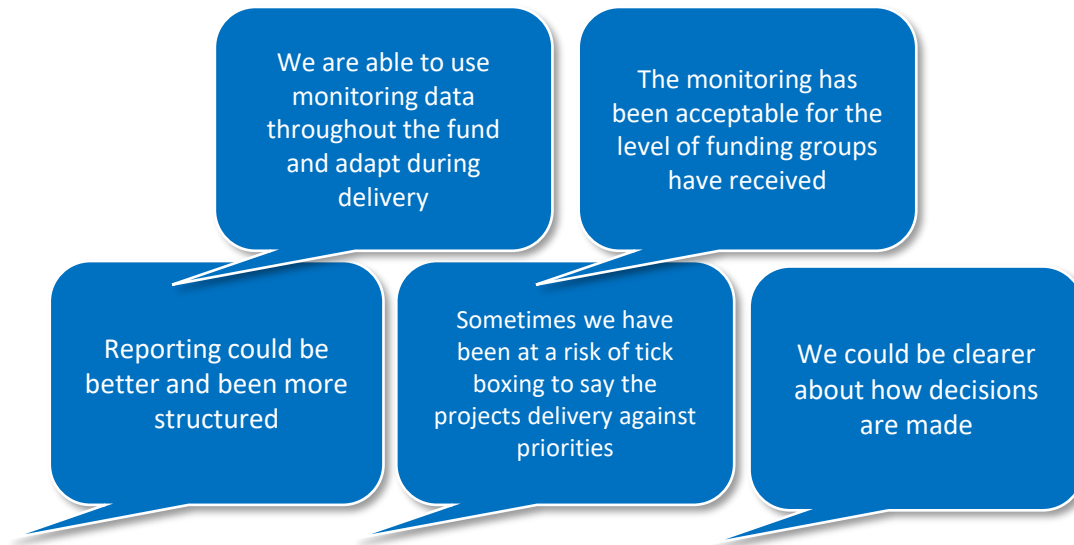 We are able to use
monitoring data
throughout the fund
and adapt during
delivery
The monitoring has
been acceptable for the
level of funding groups
have received
Reporting could be
better and been more
structured
Sometimes we have
been at a risk of tick
boxing to say the
projects delivery against
priorities
We could be clearer
about how decisions
are made